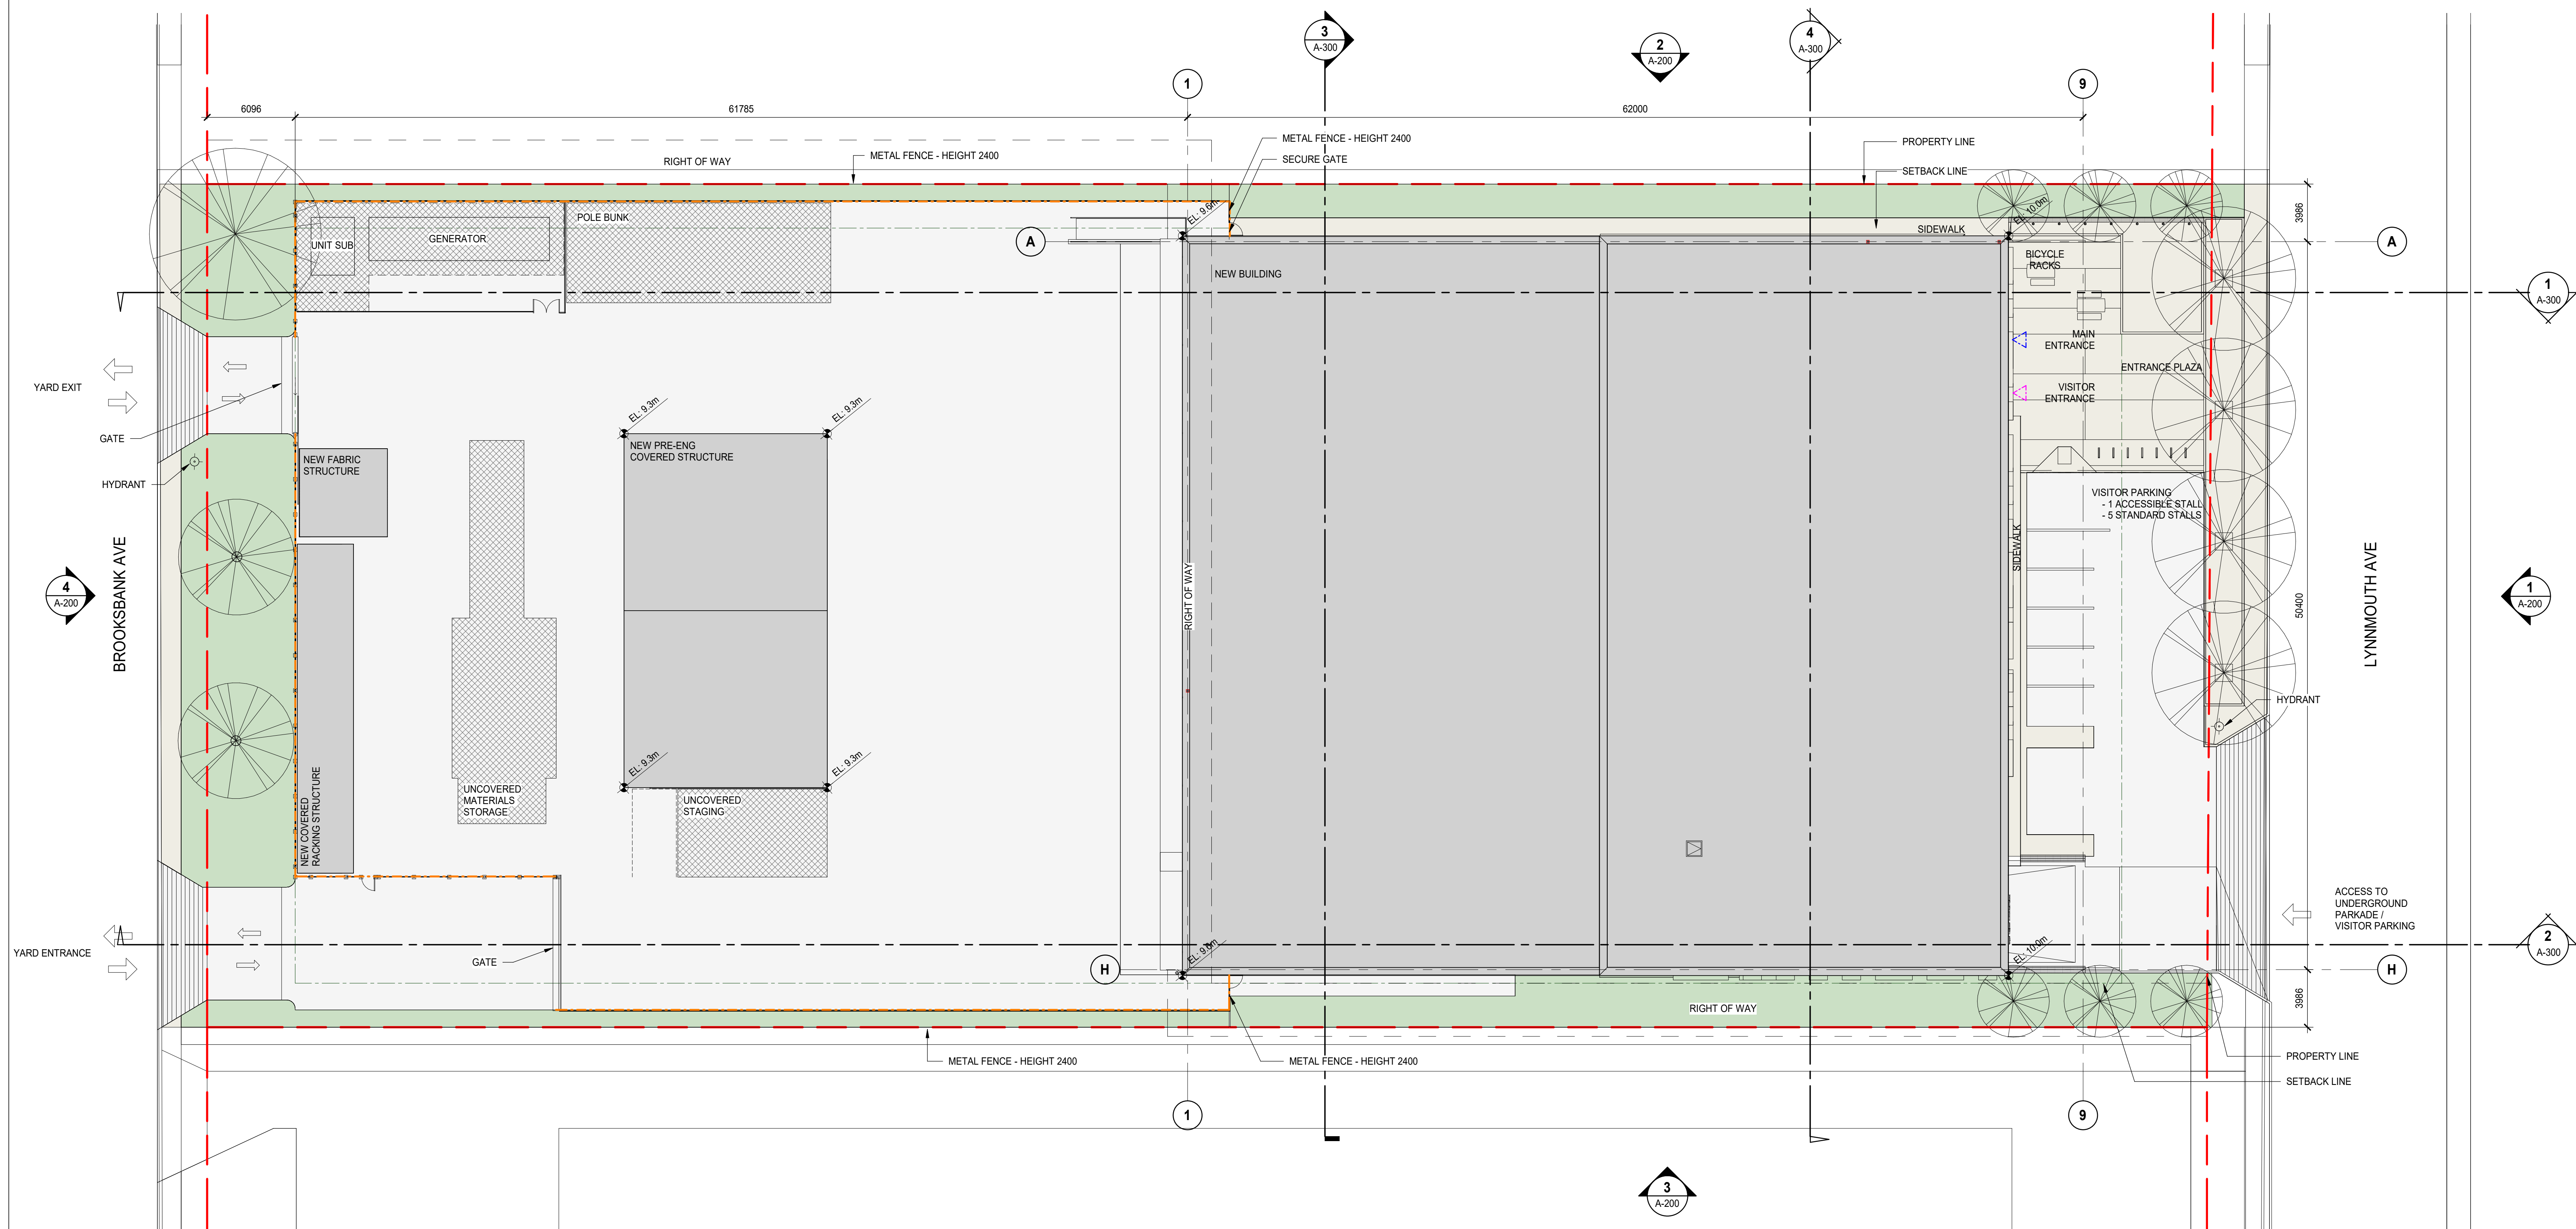 3
A-300
4
A-300
2
A-200
1
9
6096
61785
62000
METAL FENCE - HEIGHT 2400
SECURE GATE
PROPERTY LINE
RIGHT OF WAY
METAL FENCE - HEIGHT 2400
SETBACK LINE
3986
POLE BUNK
EL: 9.6m
EL: 10.0m
UNIT SUB
GENERATOR
A
SIDEWALK
A
NEW BUILDING
BICYCLE
RACKS
1
A-300
MAIN
ENTRANCE
ENTRANCE PLAZA
YARD EXIT
VISITOR
ENTRANCE
EL: 9.3m
EL: 9.3m
GATE
NEW PRE-ENG
COVERED STRUCTURE
NEW FABRIC
STRUCTURE
HYDRANT
VISITOR PARKING
- 1 ACCESSIBLE STALL
- 5 STANDARD STALLS
SIDEWALK
BROOKSBANK AVE
4
A-200
RIGHT OF WAY
50400
LYNNMOUTH AVE
1
A-200
HYDRANT
EL: 9.3m
EL: 9.3m
NEW COVERED
RACKING STRUCTURE
UNCOVERED
MATERIALS
STORAGE
UNCOVERED
STAGING
ACCESS TO
UNDERGROUND
PARKADE /
VISITOR PARKING
YARD ENTRANCE
GATE
EL: 9.6m
EL: 10.0m
2
A-300
H
H
3986
RIGHT OF WAY
METAL FENCE - HEIGHT 2400
METAL FENCE - HEIGHT 2400
PROPERTY LINE
SETBACK LINE
1
9
3
A-200